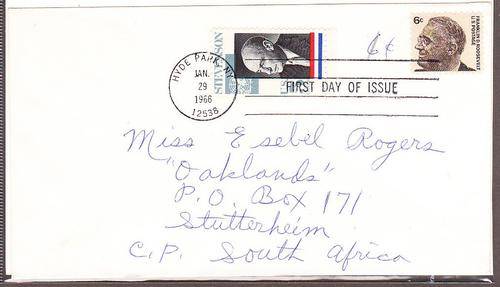 6¢
FRANKLIN D. ROOSEVELT
U.S. POSTAGE
STEVENSON
6¢
HYDE PARK, NY
JAN.
29
1966
12538
FIRST DAY OF ISSUE
Miss Esebel Rogers
"Oaklands"
P.O. Box 171
Stutterheim
C.P. South Africa